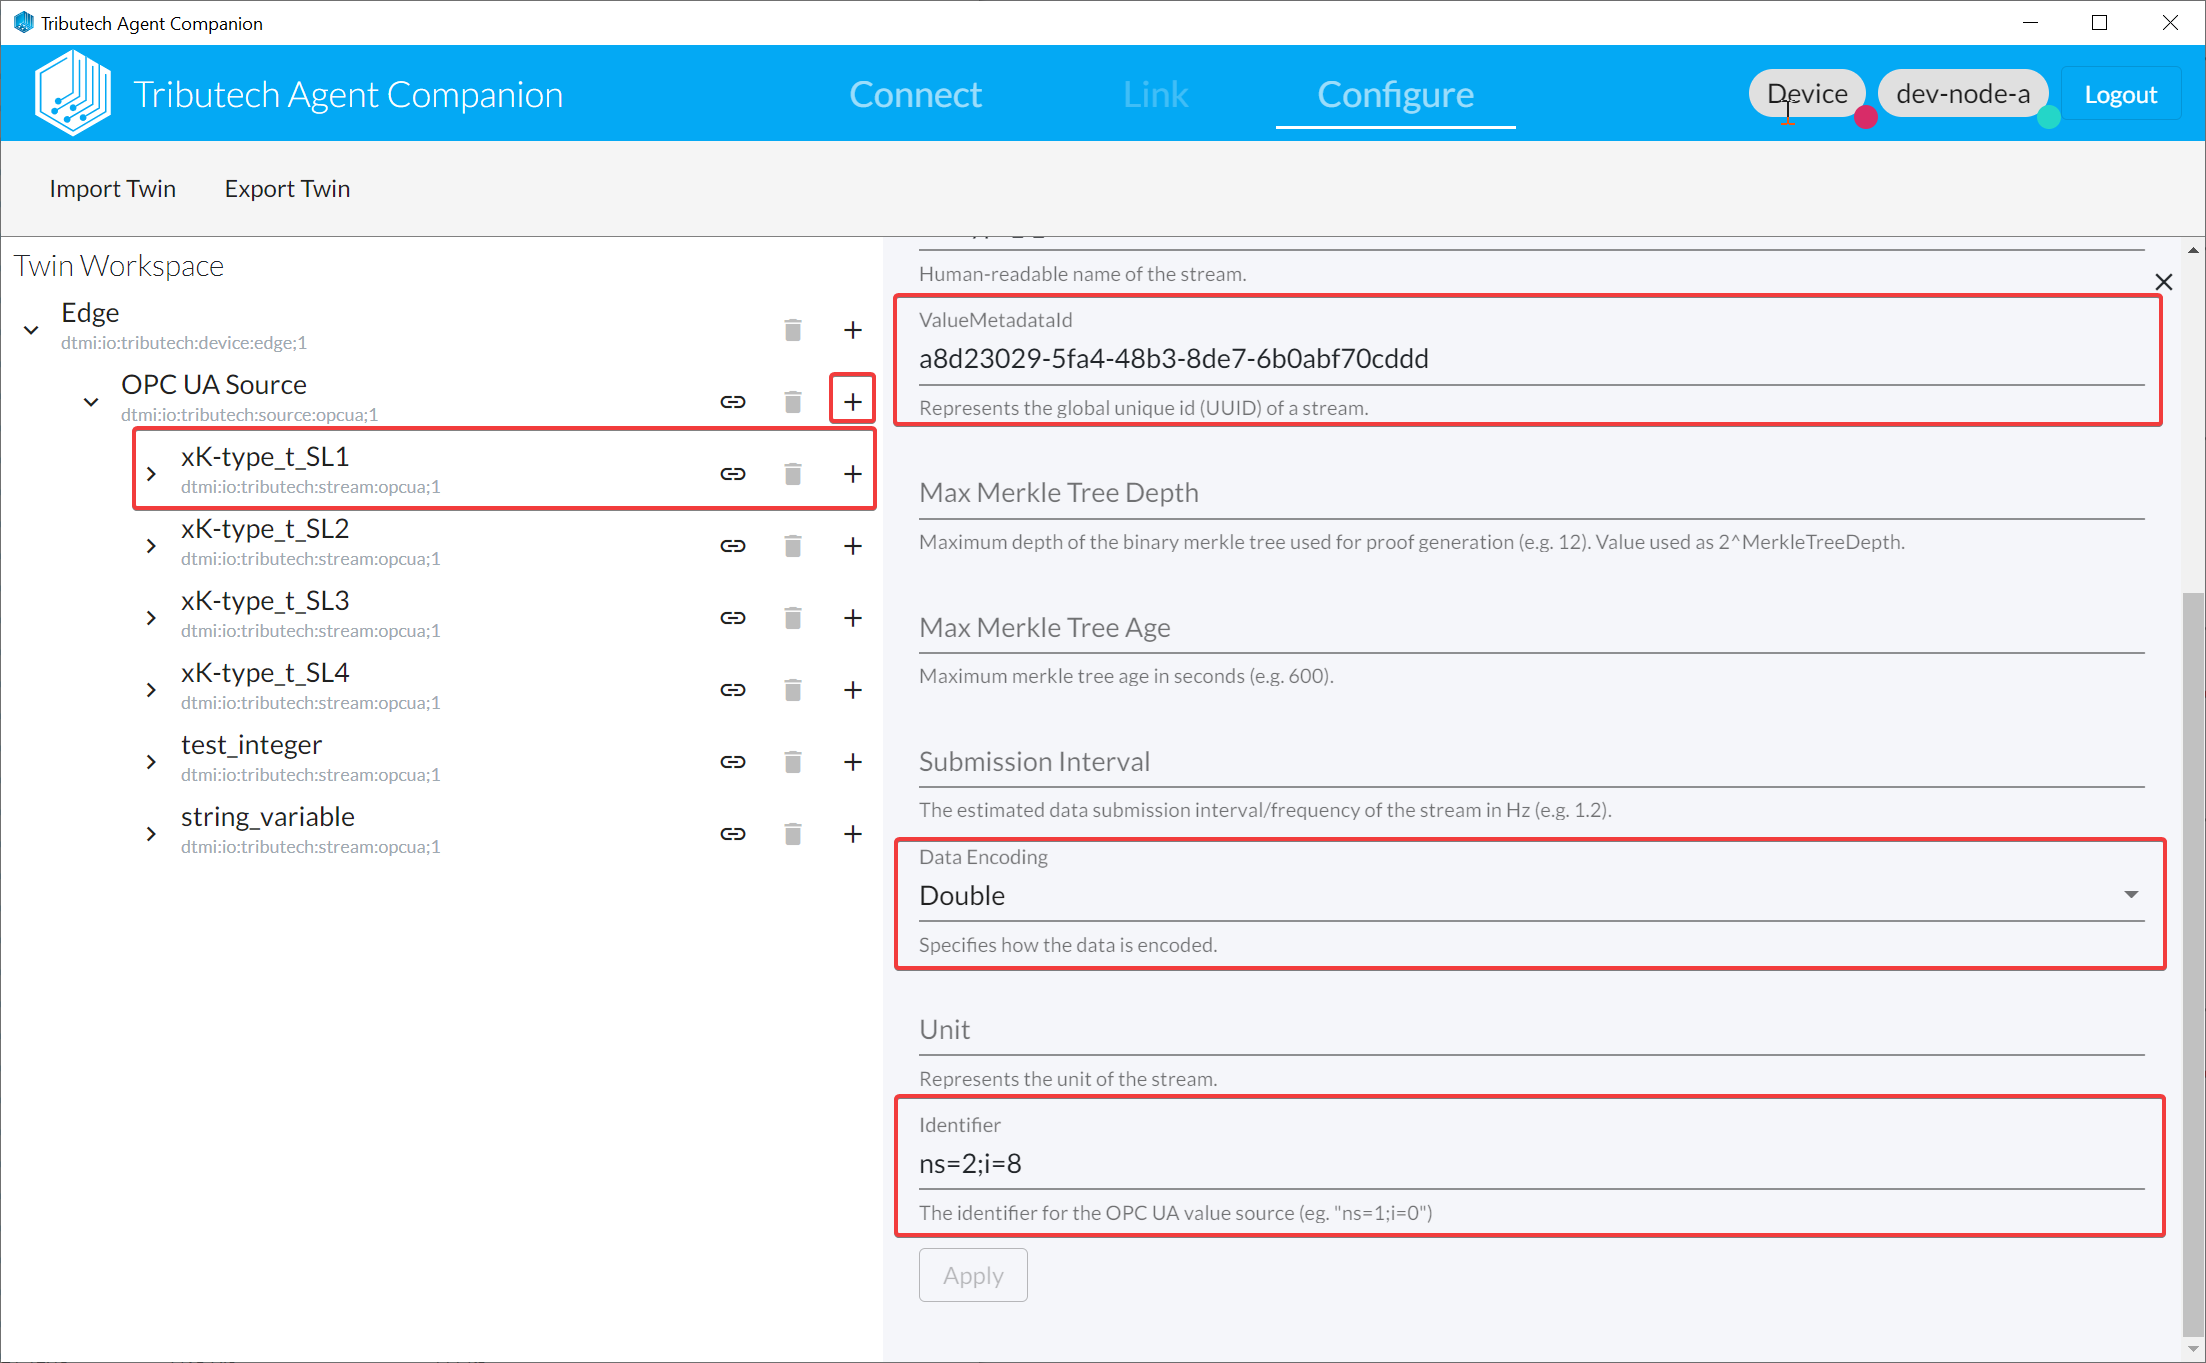 Tributech Agent Companion
Tributech Agent Companion
Connect
Link
Configure
Device
dev-node-a
Logout
Import Twin
Export Twin
Twin Workspace
Edge
dtmi:io:tributech:device:edge;1
OPC UA Source
dtmi:io:tributech:source:opcua;1
xK-type_t_SL1
dtmi:io:tributech:stream:opcua;1
xK-type_t_SL2
dtmi:io:tributech:stream:opcua;1
xK-type_t_SL3
dtmi:io:tributech:stream:opcua;1
xK-type_t_SL4
dtmi:io:tributech:stream:opcua;1
test_integer
dtmi:io:tributech:stream:opcua;1
string_variable
dtmi:io:tributech:stream:opcua;1
Human-readable name of the stream.
ValueMetadataId
a8d23029-5fa4-48b3-8de7-6b0abf70cddd
Represents the global unique id (UUID) of a stream.
Max Merkle Tree Depth
Maximum depth of the binary merkle tree used for proof generation (e.g. 12). Value used as 2^MerkleTreeDepth.
Max Merkle Tree Age
Maximum merkle tree age in seconds (e.g. 600).
Submission Interval
The estimated data submission interval/frequency of the stream in Hz (e.g. 1.2).
Data Encoding
Double
Specifies how the data is encoded.
Unit
Represents the unit of the stream.
Identifier
ns=2;i=8
The identifier for the OPC UA value source (eg. "ns=1;i=0")
Apply